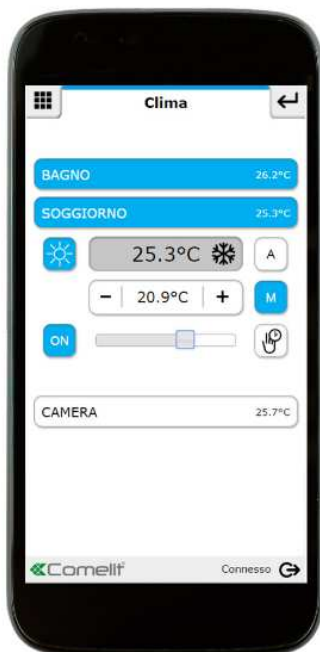 Clima
BAGNO 26.2°C
SOGGIORNO 25.3°C
25.3°C A
− 20.9°C + M
ON
CAMERA 25.7°C
Comelit Connesso